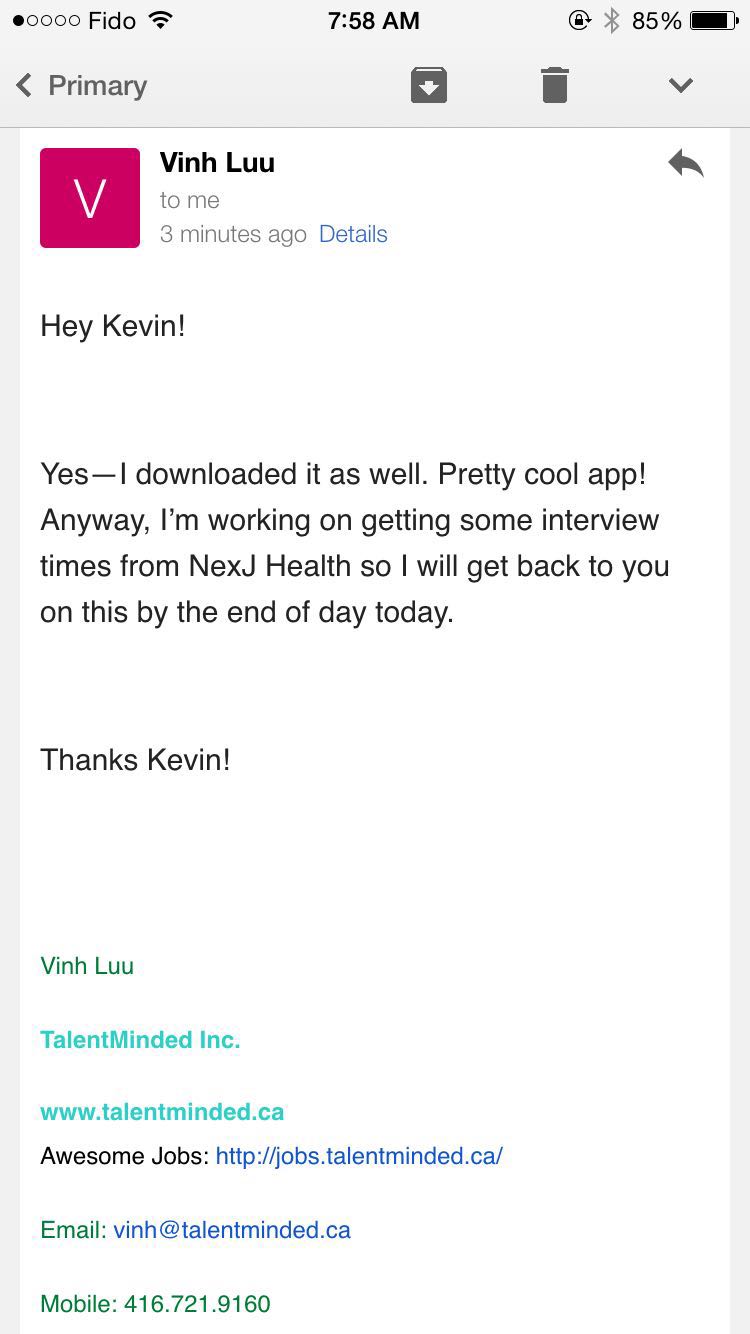 Fido 7:58 AM 85%
Primary
V
Vinh Luu
to me
3 minutes ago Details
Hey Kevin!
Yes—I downloaded it as well. Pretty cool app!
Anyway, I’m working on getting some interview
times from NexJ Health so I will get back to you
on this by the end of day today.
Thanks Kevin!
Vinh Luu
TalentMinded Inc.
www.talentminded.ca
Awesome Jobs: http://jobs.talentminded.ca/
Email: vinh@talentminded.ca
Mobile: 416.721.9160